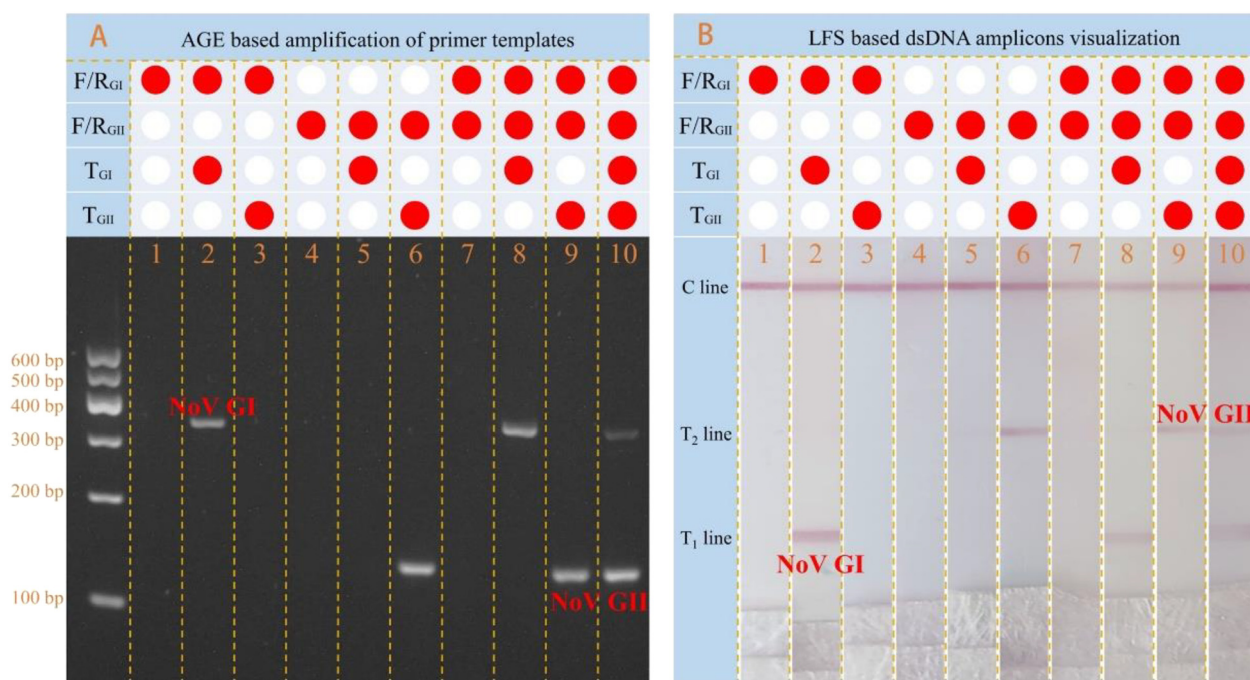 A
AGE based amplification of primer templates
F/RGI
F/RGII
TGI
TGII
1 2 3 4 5 6 7 8 9 10
600 bp
500 bp
400 bp
NoV GI
300 bp
200 bp
100 bp
NoV GII
B
LFS based dsDNA amplicons visualization
F/RGI
F/RGII
TGI
TGII
1 2 3 4 5 6 7 8 9 10
C line
NoV GII
T2 line
T1 line
NoV GI